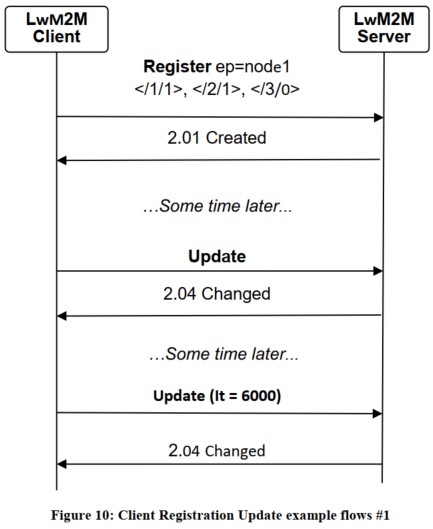 LwM2M
Client
LwM2M
Server
Register ep=node1
</1/1>, </2/1>, </3/0>
2.01 Created
...Some time later...
Update
2.04 Changed
...Some time later...
Update (lt = 6000)
2.04 Changed
Figure 10: Client Registration Update example flows #1